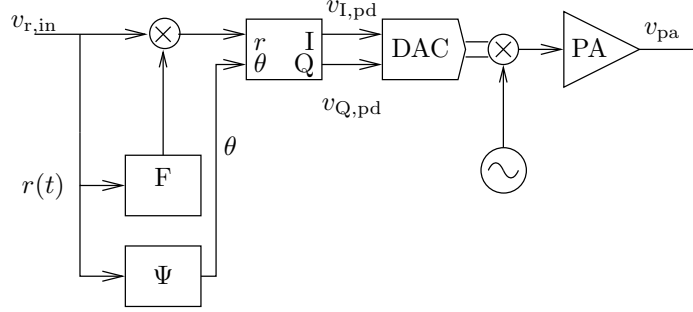 v_{r,in}
v_{I,pd}
r I
θ Q
DAC
PA
v_{pa}
v_{Q,pd}
θ
r(t)
F
Ψ